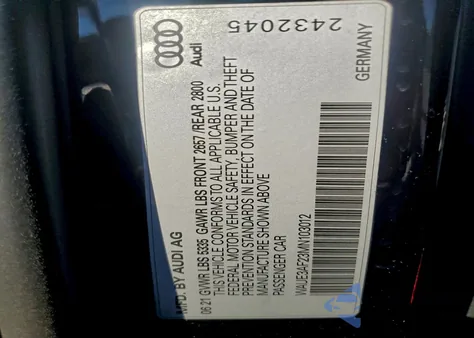 Audi
2432045
MFD. BY AUDI AG
06 21 GVWR LBS 5335 GAWR LBS FRONT 2657 / REAR 2800
THIS VEHICLE CONFORMS TO ALL APPLICABLE U.S.
FEDERAL MOTOR VEHICLE SAFETY, BUMPER AND THEFT
PREVENTION STANDARDS IN EFFECT ON THE DATE OF
MANUFACTURE SHOWN ABOVE
PASSENGER CAR
WAUE3AFZ3MN103012
GERMANY